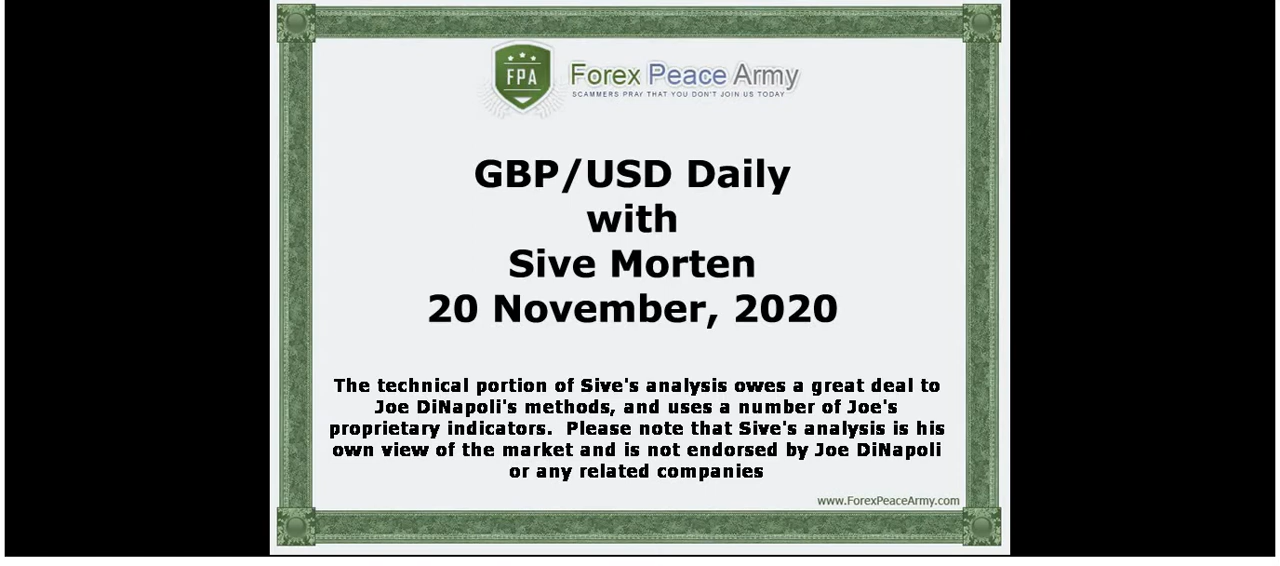 FPA
Forex Peace Army
SCAMMERS PRAY THAT YOU DON'T JOIN US TODAY
GBP/USD Daily
with
Sive Morten
20 November, 2020
The technical portion of Sive's analysis owes a great deal to
Joe DiNapoli's methods, and uses a number of Joe's
proprietary indicators.  Please note that Sive's analysis is his
own view of the market and is not endorsed by Joe DiNapoli
or any related companies
www.ForexPeaceArmy.com